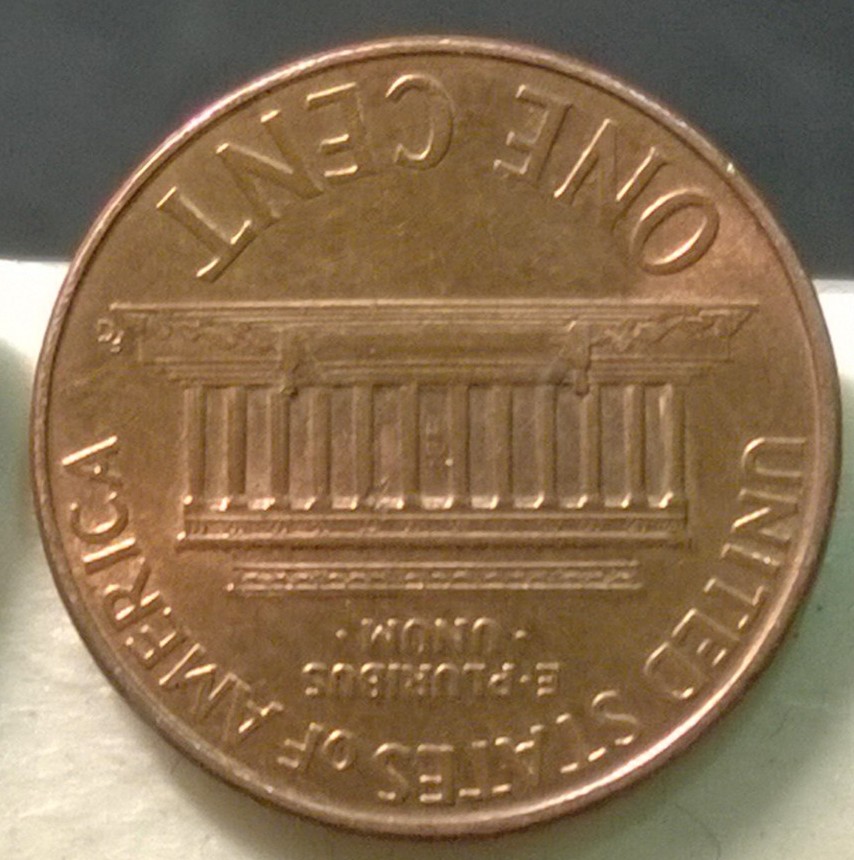 UNITED STATES OF AMERICA
E·PLURIBUS
·UNUM·
ONE CENT